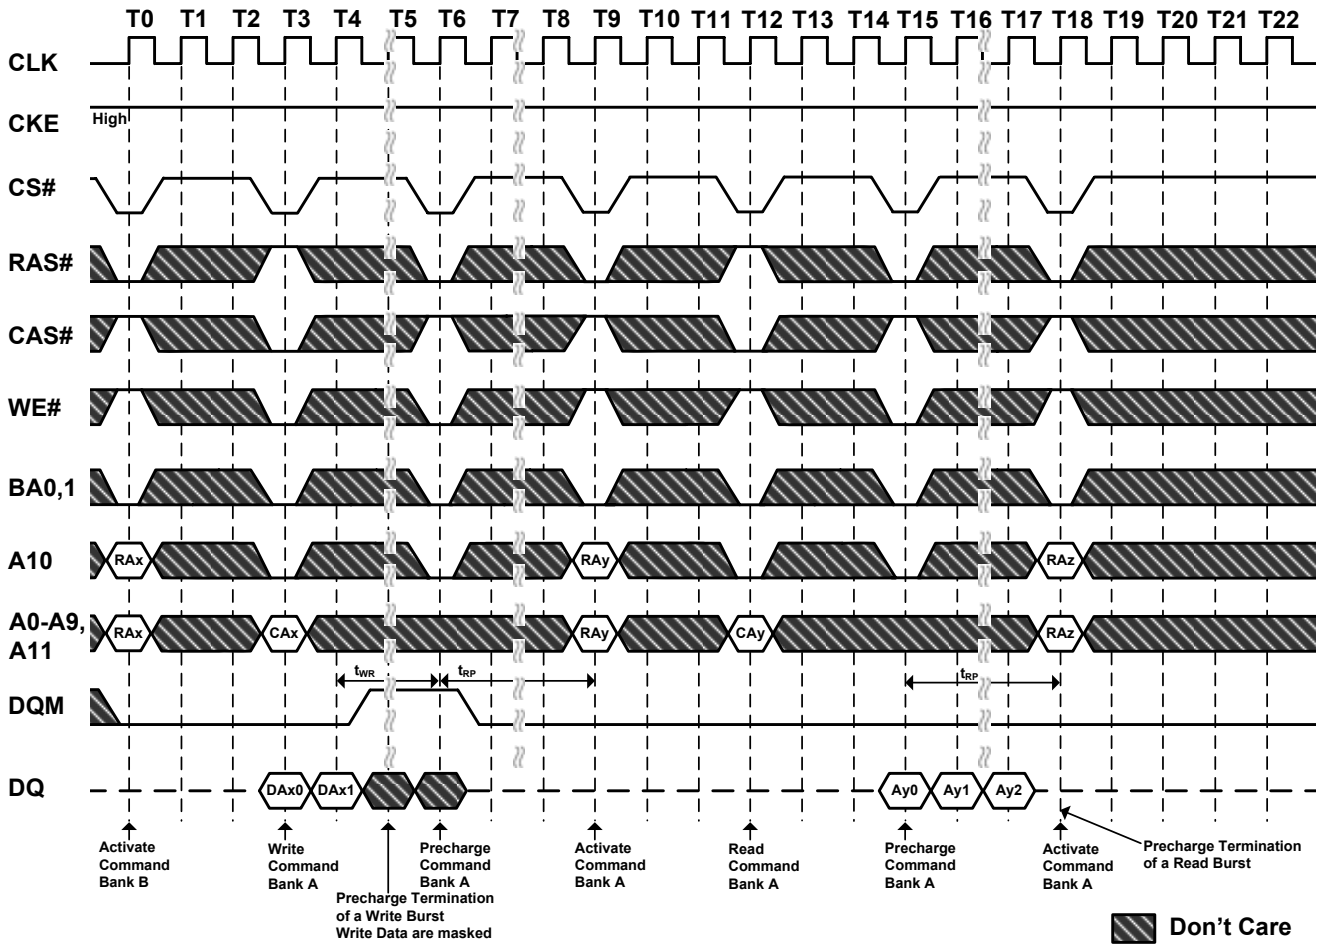 T0 T1 T2 T3 T4 T5 T6 T7 T8 T9 T10 T11 T12 T13 T14 T15 T16 T17 T18 T19 T20 T21 T22
CLK
CKE
High
CS#
RAS#
CAS#
WE#
BA0,1
A10
RAx RAy RAz
A0-A9,
A11
RAx CAx RAy CAy RAz
tWR tRP tRP
DQM
DQ
DAx0 DAx1 Ay0 Ay1 Ay2
Activate
Command
Bank B
Write
Command
Bank A
Precharge Termination
of a Write Burst
Write Data are masked
Precharge
Command
Bank A
Activate
Command
Bank A
Read
Command
Bank A
Precharge
Command
Bank A
Activate
Command
Bank A
Precharge Termination
of a Read Burst
Don't Care